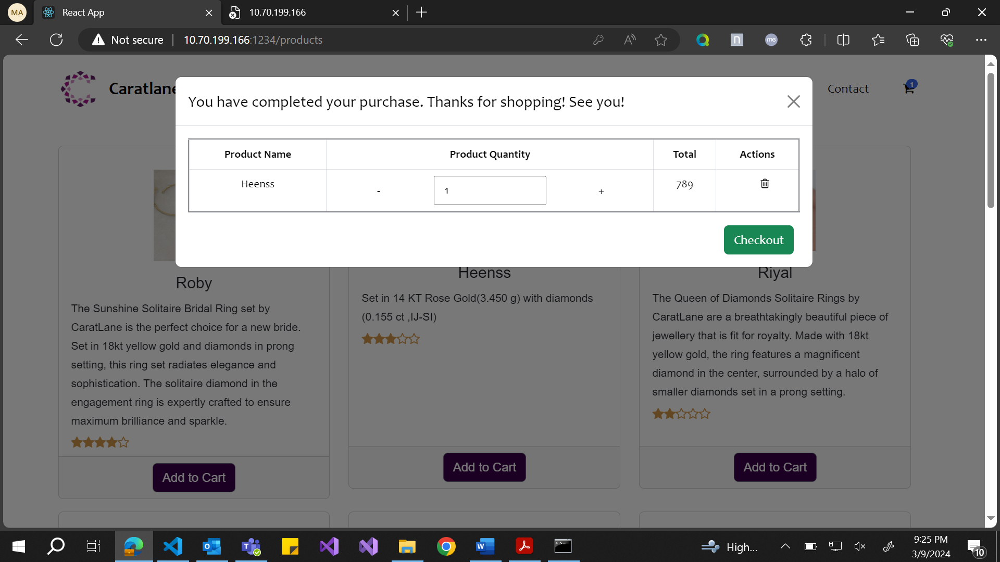 MA
React App
10.70.199.166
Not secure
10.70.199.166:1234/products
n
me
Caratlane
Contact
1
You have completed your purchase. Thanks for shopping! See you!
Product Name
Product Quantity
Total
Actions
Heenss
-
1
+
789
Checkout
Roby
The Sunshine Solitaire Bridal Ring set by
CaratLane is the perfect choice for a new bride.
Set in 18kt yellow gold and diamonds in prong
setting, this ring set radiates elegance and
sophistication. The solitaire diamond in the
engagement ring is expertly crafted to ensure
maximum brilliance and sparkle.
Add to Cart
Heenss
Set in 14 KT Rose Gold(3.450 g) with diamonds
(0.155 ct ,IJ-SI)
Add to Cart
Riyal
The Queen of Diamonds Solitaire Rings by
CaratLane are a breathtakingly beautiful piece of
jewellery that is fit for royalty. Made with 18kt
yellow gold, the ring features a magnificent
diamond in the center, surrounded by a halo of
smaller diamonds set in a prong setting.
Add to Cart
High...
9:25 PM
3/9/2024
10